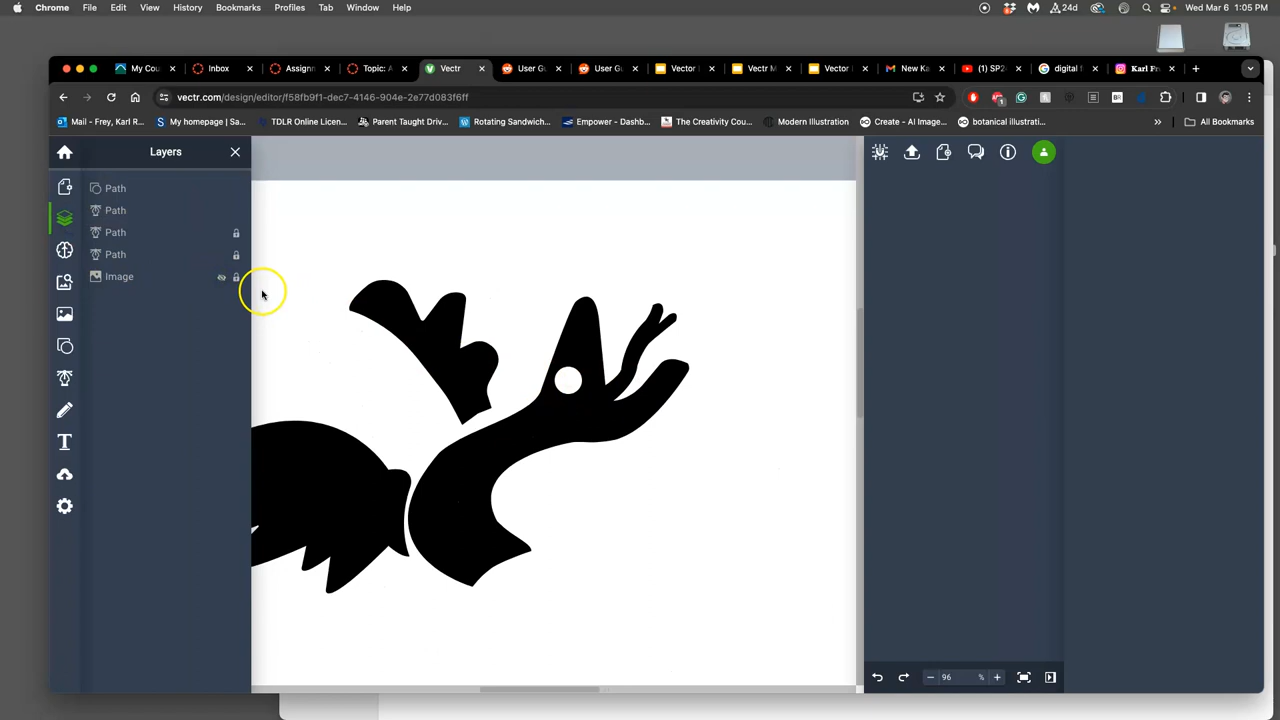 Chrome File Edit View History Bookmarks Profiles Tab Window Help 24d Wed Mar 6 1:05 PM
My Cou Inbox Assignn Topic: A Vectr User G User Gu Vector Vectr M Vector New Ka SP2 digital f Karl Fr
vectr.com/design/editor/f58fb9f1-dec7-4146-904e-2e77d083f6ff
Mail - Frey, Karl R... My homepage | Sa... TDLR Online Licen... Parent Taught Driv... Rotating Sandwich... Empower - Dashb... The Creativity Cou... Modern Illustration Create - AI Image... botanical illustrati... » All Bookmarks
Layers
Path
Path
Path
Path
Image
T
96 %